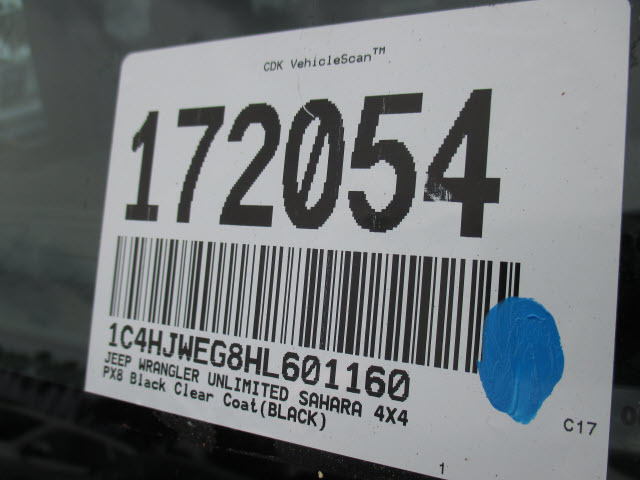 CDK VehicleScan™
172054
1C4HJWEG8HL601160
JEEP WRANGLER UNLIMITED SAHARA 4X4
PX8 Black Clear Coat(BLACK)
C17
1